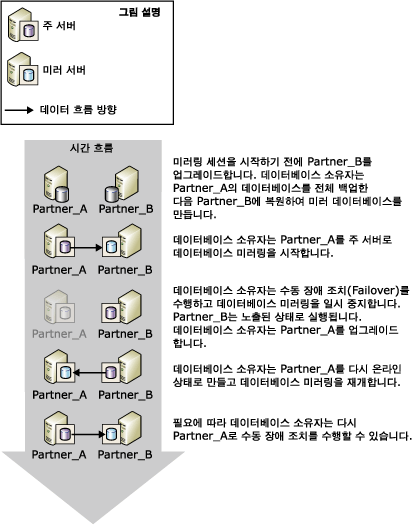 그림 설명
주 서버
미러 서버
데이터 흐름 방향
시간 흐름
Partner_A Partner_B
미러링 세션을 시작하기 전에 Partner_B를
업그레이드합니다. 데이터베이스 소유자는
Partner_A의 데이터베이스를 전체 백업한
다음 Partner_B에 복원하여 미러 데이터베이스를
만듭니다.
Partner_A Partner_B
데이터베이스 소유자는 Partner_A를 주 서버로
데이터베이스 미러링을 시작합니다.
Partner_A Partner_B
데이터베이스 소유자는 수동 장애 조치(Failover)를
수행하고 데이터베이스 미러링을 일시 중지합니다.
Partner_B는 노출된 상태로 실행됩니다.
데이터베이스 소유자는 Partner_A를 업그레이드
합니다.
Partner_A Partner_B
데이터베이스 소유자는 Partner_A를 다시 온라인
상태로 만들고 데이터베이스 미러링을 재개합니다.
Partner_A Partner_B
필요에 따라 데이터베이스 소유자는 다시
Partner_A로 수동 장애 조치를 수행할 수 있습니다.